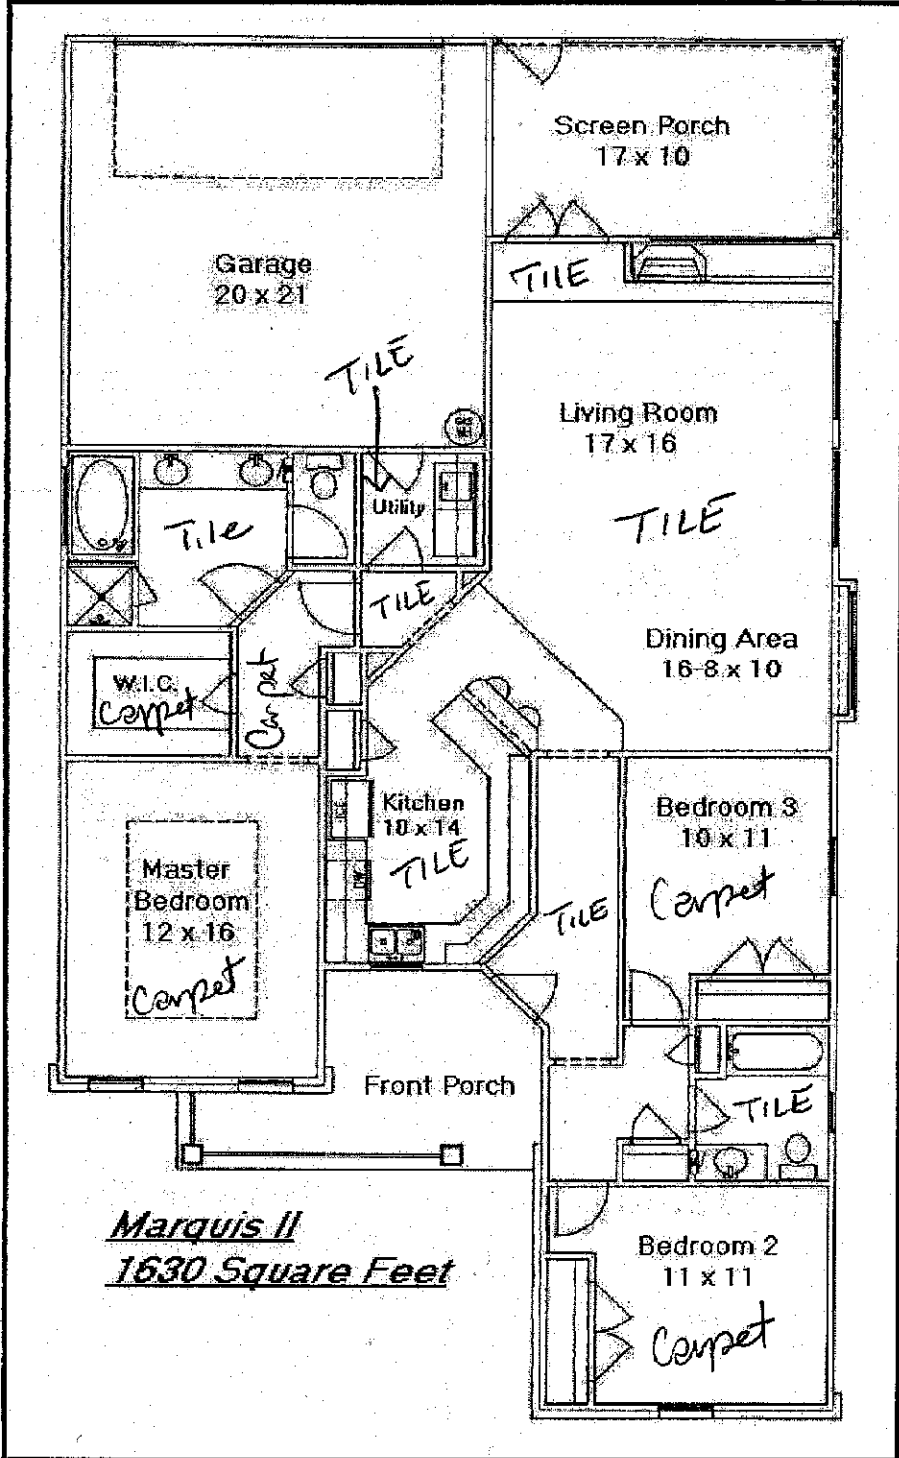 Screen Porch
17 x 10
Garage
20 x 21
TILE
TILE
Living Room
17 x 16
TILE
Tile
Utility
TILE
Dining Area
16-8 x 10
W.I.C.
Carpet
Carpet
Kitchen
10 x 14
TILE
Bedroom 3
10 x 11
Carpet
Master
Bedroom
12 x 16
Carpet
TILE
DW
Front Porch
TILE
Marquis II
1630 Square Feet
Bedroom 2
11 x 11
Carpet